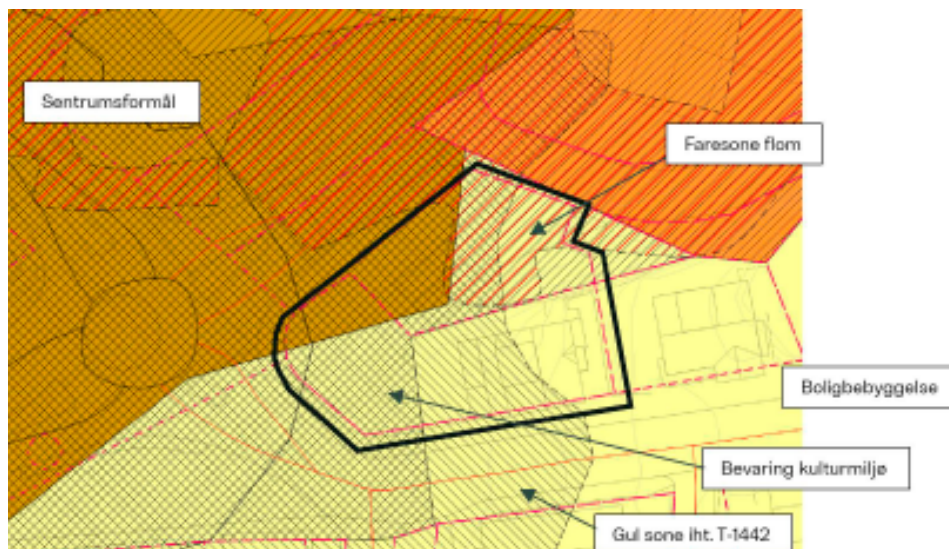 Sentrumsformål
Faresone flom
Boligbebyggelse
Bevaring kulturmiljø
Gul sone iht. T-1442